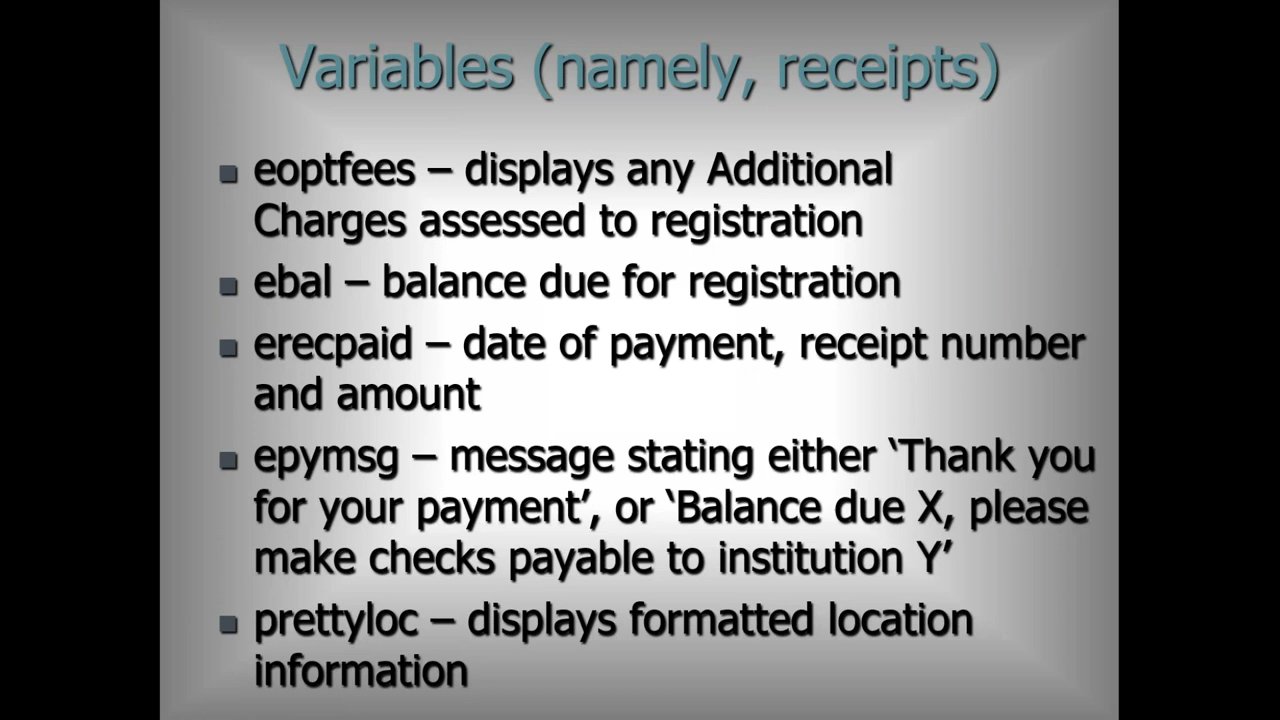 Variables (namely, receipts)
eoptfees – displays any Additional
Charges assessed to registration
ebal – balance due for registration
erecpaid – date of payment, receipt number
and amount
epymsg – message stating either ‘Thank you
for your payment’, or ‘Balance due X, please
make checks payable to institution Y’
prettyloc – displays formatted location
information